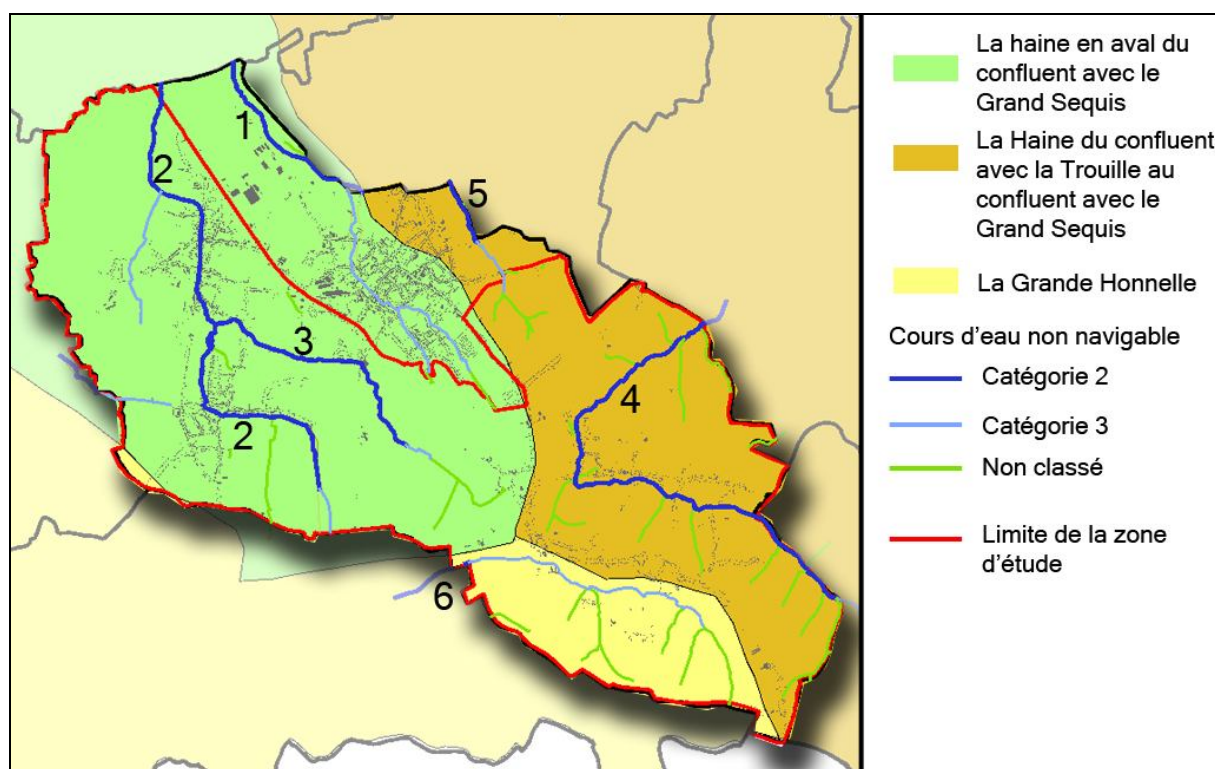 1
2
5
3
4
2
6
La haine en aval du
confluent avec le
Grand Sequis
La Haine du confluent
avec la Trouille au
confluent avec le
Grand Sequis
La Grande Honnelle
Cours d'eau non navigable
Catégorie 2
Catégorie 3
Non classé
Limite de la zone
d'étude